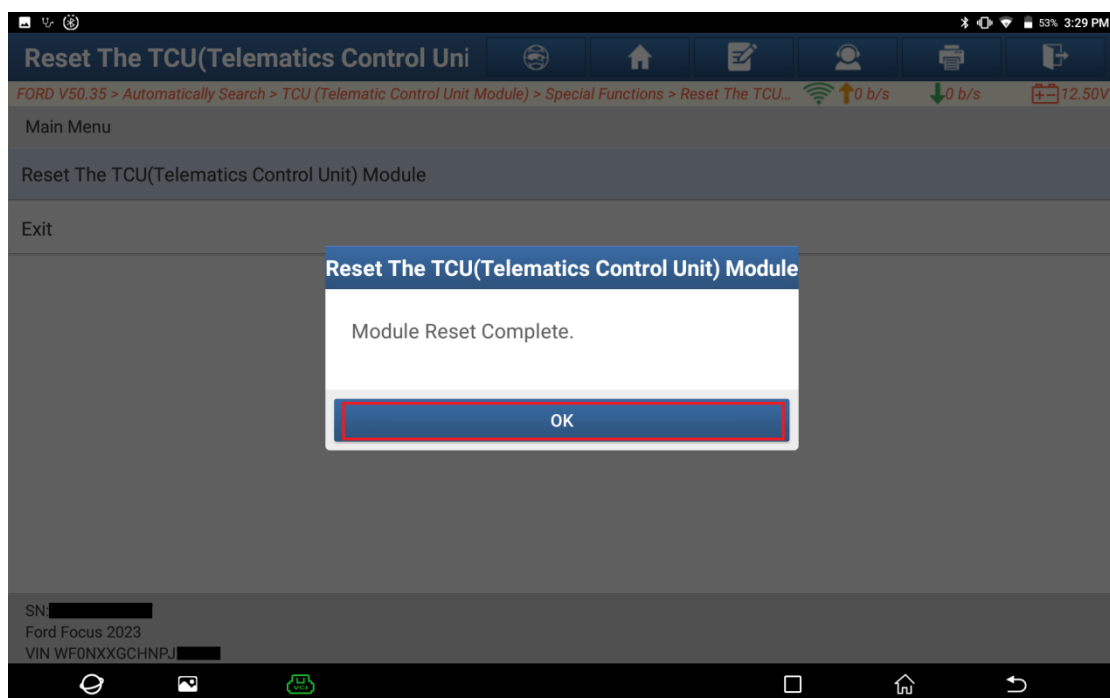 53% 3:29 PM
Reset The TCU(Telematics Control Uni
FORD V50.35 > Automatically Search > TCU (Telematic Control Unit Module) > Special Functions > Reset The TCU... 0 b/s 0 b/s 12.50V
Main Menu
Reset The TCU(Telematics Control Unit) Module
Exit
Reset The TCU(Telematics Control Unit) Module
Module Reset Complete.
OK
SN:
Ford Focus 2023
VIN WF0NXXGCHNPJ
VCI